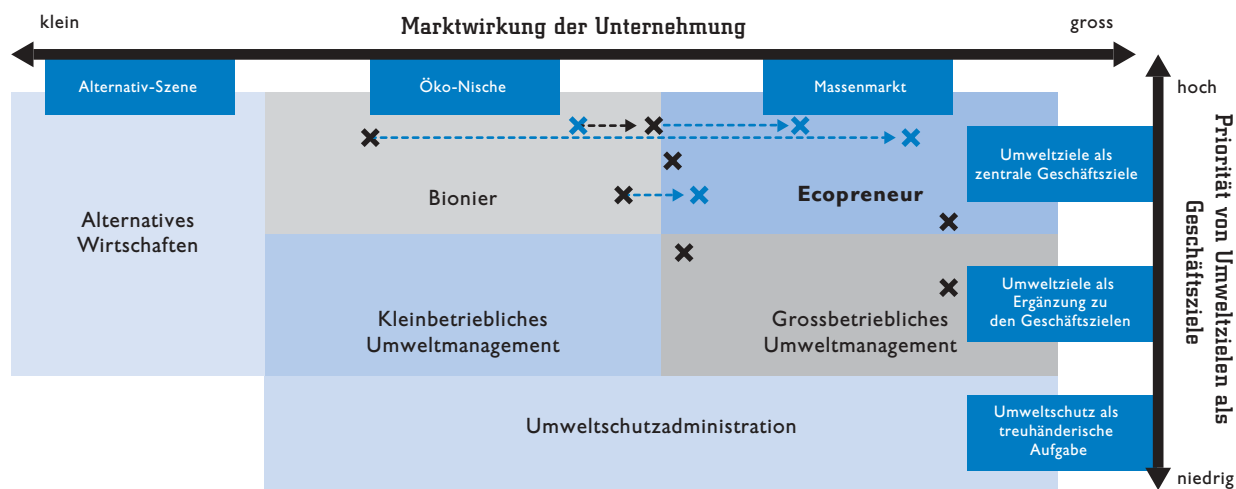 klein
Marktwirkung der Unternehmung
gross
Alternativ-Szene
Öko-Nische
Massenmarkt
hoch
Umweltziele als
zentrale Geschäftsziele
Bionier
Ecopreneur
Alternatives
Wirtschaften
Priorität von Umweltzielen als
Geschäftsziele
Umweltziele als
Ergänzung zu
den Geschäftszielen
Kleinbetriebliches
Umweltmanagement
Grossbetriebliches
Umweltmanagement
Umweltschutzadministration
Umweltschutz als
treuhänderische
Aufgabe
niedrig